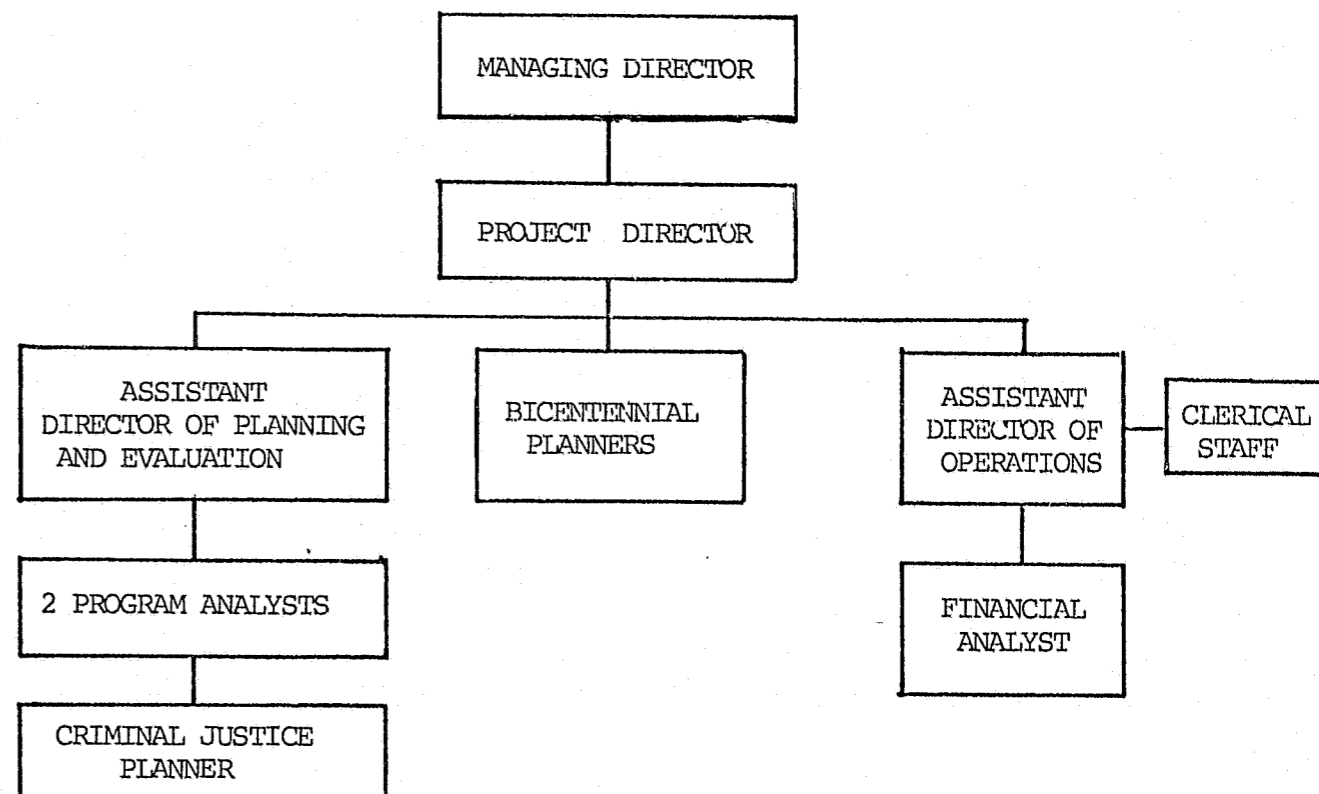 MANAGING DIRECTOR
PROJECT DIRECTOR
ASSISTANT
DIRECTOR OF PLANNING
AND EVALUATION
BICENTENNIAL
PLANNERS
ASSISTANT
DIRECTOR OF
OPERATIONS
CLERICAL
STAFF
2 PROGRAM ANALYSTS
FINANCIAL
ANALYST
CRIMINAL JUSTICE
PLANNER